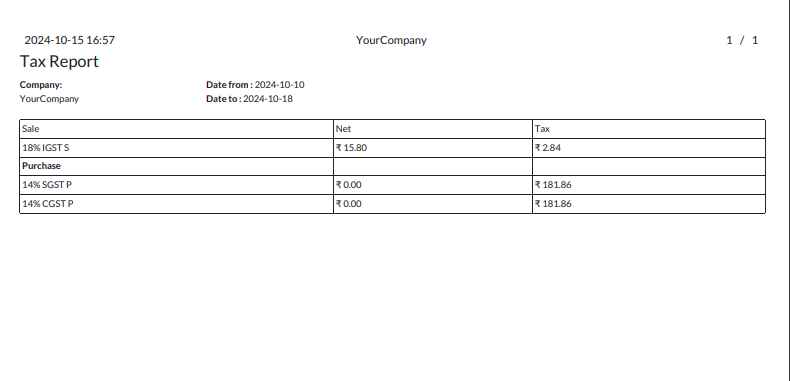 2024-10-15 16:57 YourCompany 1 / 1
Tax Report
Company: Date from : 2024-10-10
YourCompany Date to : 2024-10-18
Sale Net Tax
18% IGST S ₹ 15.80 ₹ 2.84
Purchase
14% SGST P ₹ 0.00 ₹ 181.86
14% CGST P ₹ 0.00 ₹ 181.86